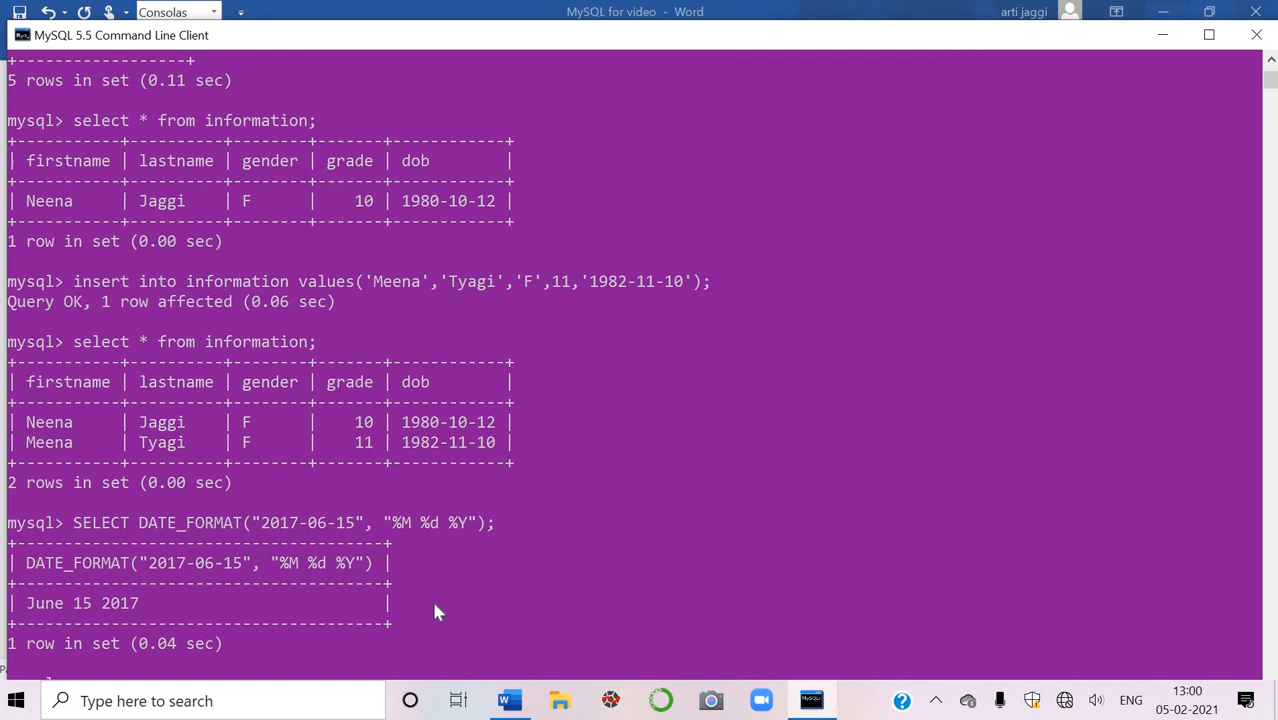 Consolas
MySQL for video - Word
arti jaggi
MySQL 5.5 Command Line Client
+------------------+
5 rows in set (0.11 sec)
mysql> select * from information;
+-----------+----------+--------+-------+------------+
| firstname | lastname | gender | grade | dob        |
+-----------+----------+--------+-------+------------+
| Neena     | Jaggi    | F      |    10 | 1980-10-12 |
+-----------+----------+--------+-------+------------+
1 row in set (0.00 sec)
mysql> insert into information values('Meena','Tyagi','F',11,'1982-11-10');
Query OK, 1 row affected (0.06 sec)
mysql> select * from information;
+-----------+----------+--------+-------+------------+
| firstname | lastname | gender | grade | dob        |
+-----------+----------+--------+-------+------------+
| Neena     | Jaggi    | F      |    10 | 1980-10-12 |
| Meena     | Tyagi    | F      |    11 | 1982-11-10 |
+-----------+----------+--------+-------+------------+
2 rows in set (0.00 sec)
mysql> SELECT DATE_FORMAT("2017-06-15", "%M %d %Y");
+---------------------------------------+
| DATE_FORMAT("2017-06-15", "%M %d %Y") |
+---------------------------------------+
| June 15 2017                          |
+---------------------------------------+
1 row in set (0.04 sec)
Type here to search
MySQL
ENG
13:00
05-02-2021